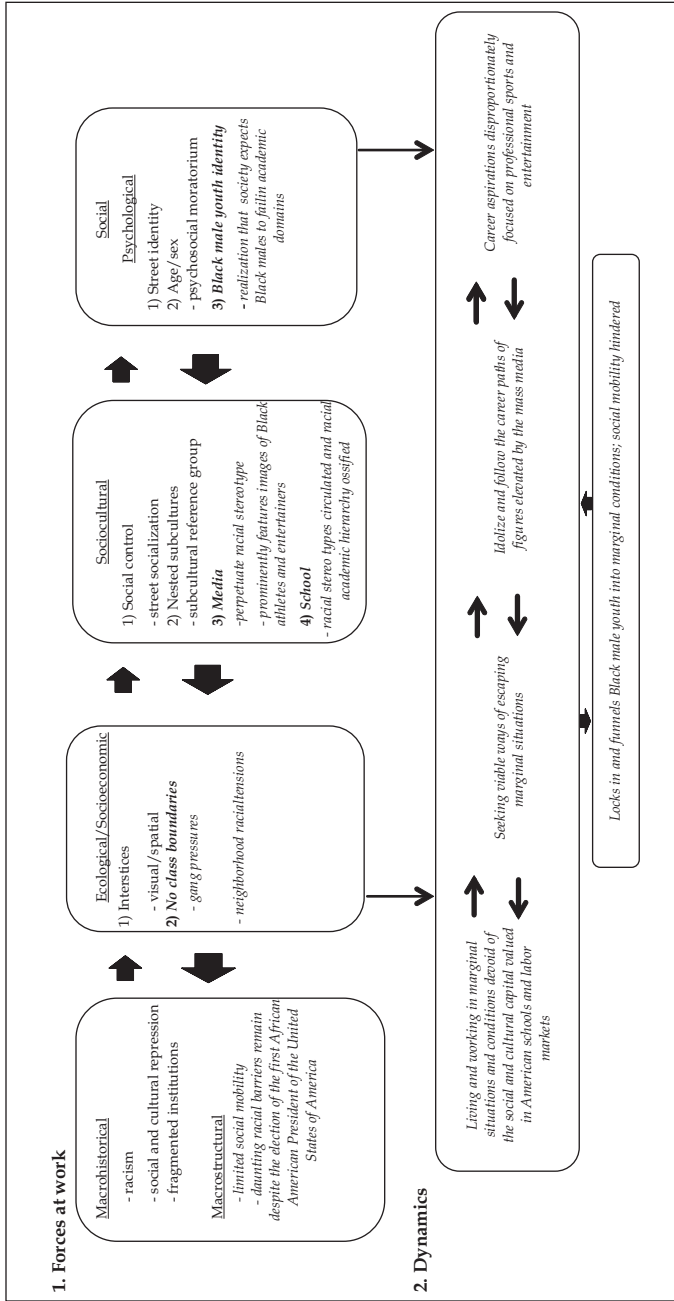 1. Forces at work
Macrohistorical
- racism
- social and cultural repression
- fragmented institutions
Macrostructural
- limited social mobility
- daunting racial barriers remain
despite the election of the first African
American President of the United
States of America
Ecological/Socioeconomic
1) Interstices
- visual/spatial
2) No class boundaries
- gang pressures
- neighborhood racialtensions
Sociocultural
1) Social control
- street socialization
2) Nested subcultures
- subcultural reference group
3) Media
-perpetuate racial stereotype
- prominently features images of Black
athletes and entertainers
4) School
- racial stereo types circulated and racial
academic hierarchy ossified
Social
Psychological
1) Street identity
2) Age/sex
- psychosocial moratorium
3) Black male youth identity
- realization that society expects
Black males to failin academic
domains
2. Dynamics
Living and working in marginal
situations and conditions devoid of
the social and cultural capital valued
in American schools and labor
markets
Seeking viable ways of escaping
marginal situations
Idolize and follow the career paths of
figures elevated by the mass media
Career aspirations disproportionately
focused on professional sports and
entertainment
Locks in and funnels Black male youth into marginal conditions; social mobility hindered